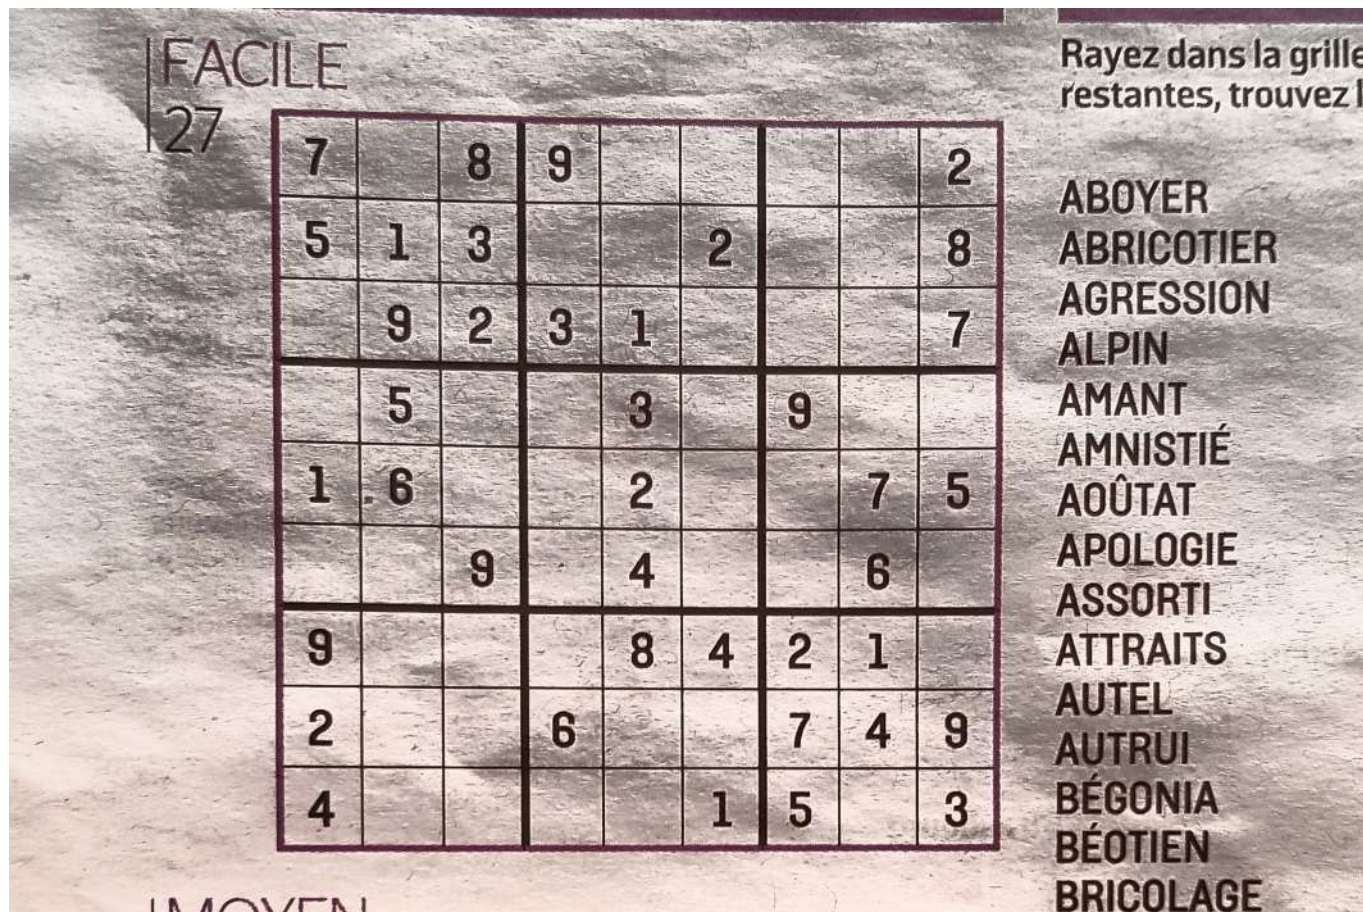 FACILE
27
7 8 9 2
5 1 3 2 8
9 2 3 1 7
5 3 9
1 6 2 7 5
9 4 6
9 8 4 2 1
2 6 7 4 9
4 1 5 3
MOYEN
Rayez dans la grille
restantes, trouvez
ABOYER
ABRICOTIER
AGRESSION
ALPIN
AMANT
AMNISTIÉ
AOÛTAT
APOLOGIE
ASSORTI
ATTRAITS
AUTEL
AUTRUI
BÉGONIA
BÉOTIEN
BRICOLAGE